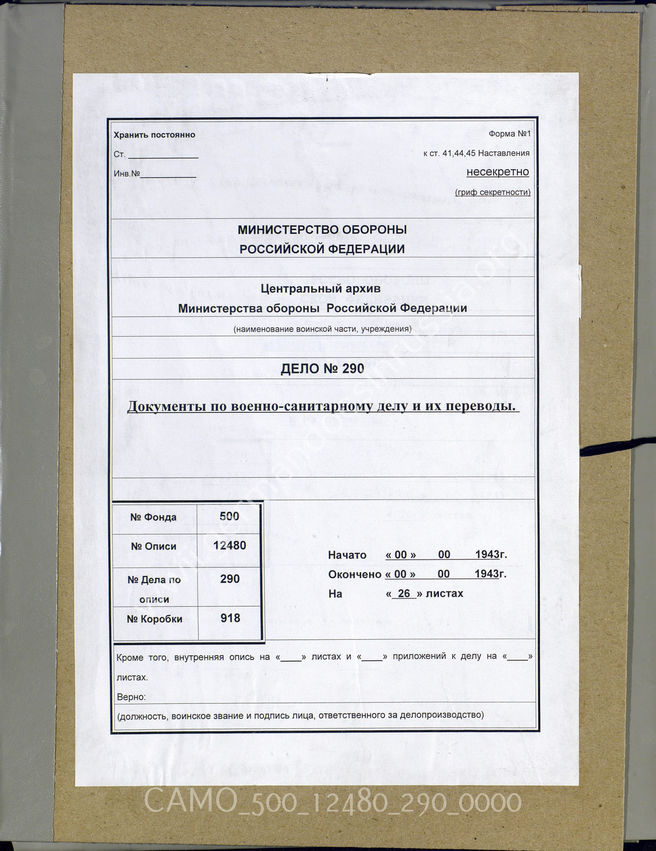 Хранить постоянно
Форма №1
Ст. _______________
к ст. 41,44,45 Наставления
Инв.№____________
несекретно
(гриф секретности)
МИНИСТЕРСТВО ОБОРОНЫ
РОССИЙСКОЙ ФЕДЕРАЦИИ
Центральный архив
Министерства обороны Российской Федерации
(наименование воинской части, учреждения)
ДЕЛО № 290
Документы по военно-санитарному делу и их переводы.
№ Фонда 500
№ Описи 12480
№ Дела по описи 290
№ Коробки 918
Начато « 00 » 00 1943г.
Окончено « 00 » 00 1943г.
На « 26 » листах
Кроме того, внутренняя опись на «____» листах и «____» приложений к делу на «____»
листах.
Верно:
(должность, воинское звание и подпись лица, ответственного за делопроизводство)
CAMO_500_12480_290_0000